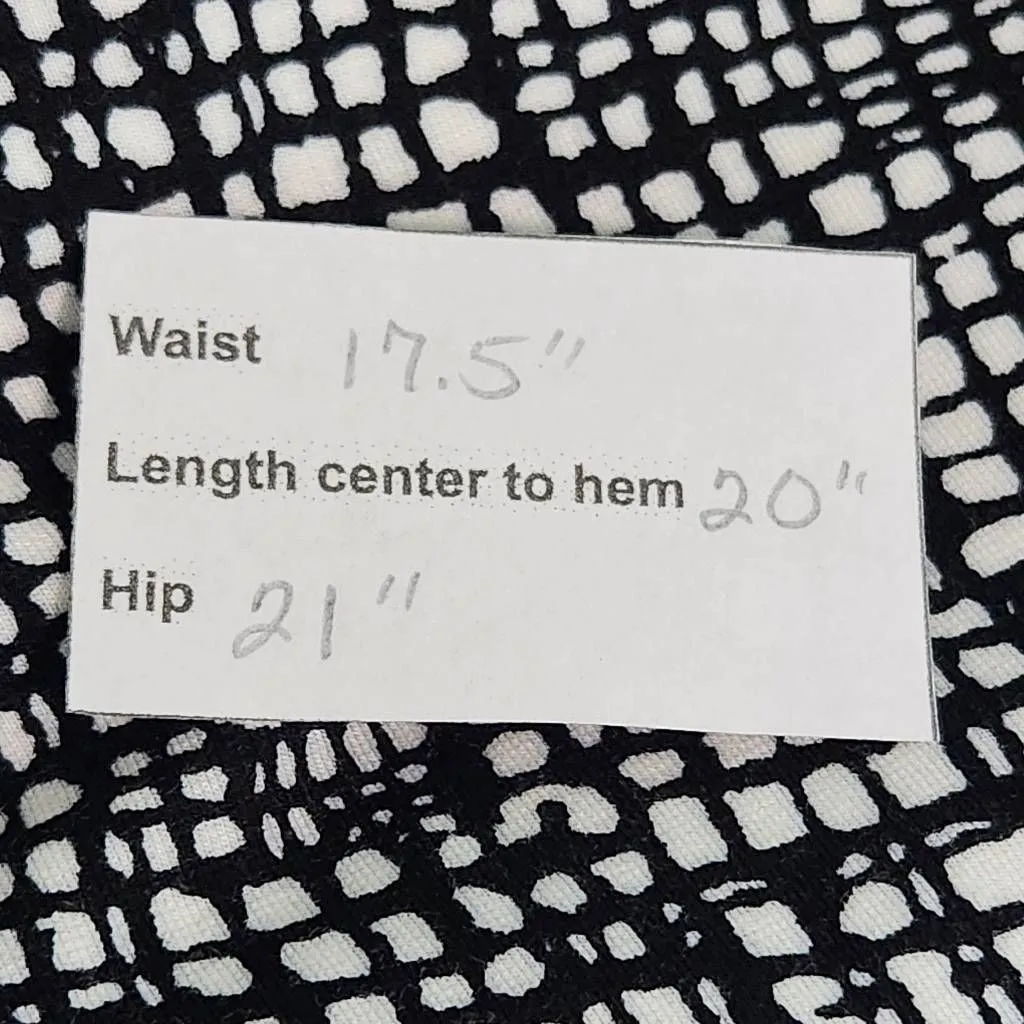 Waist 17.5"
Length center to hem 20"
Hip 21"